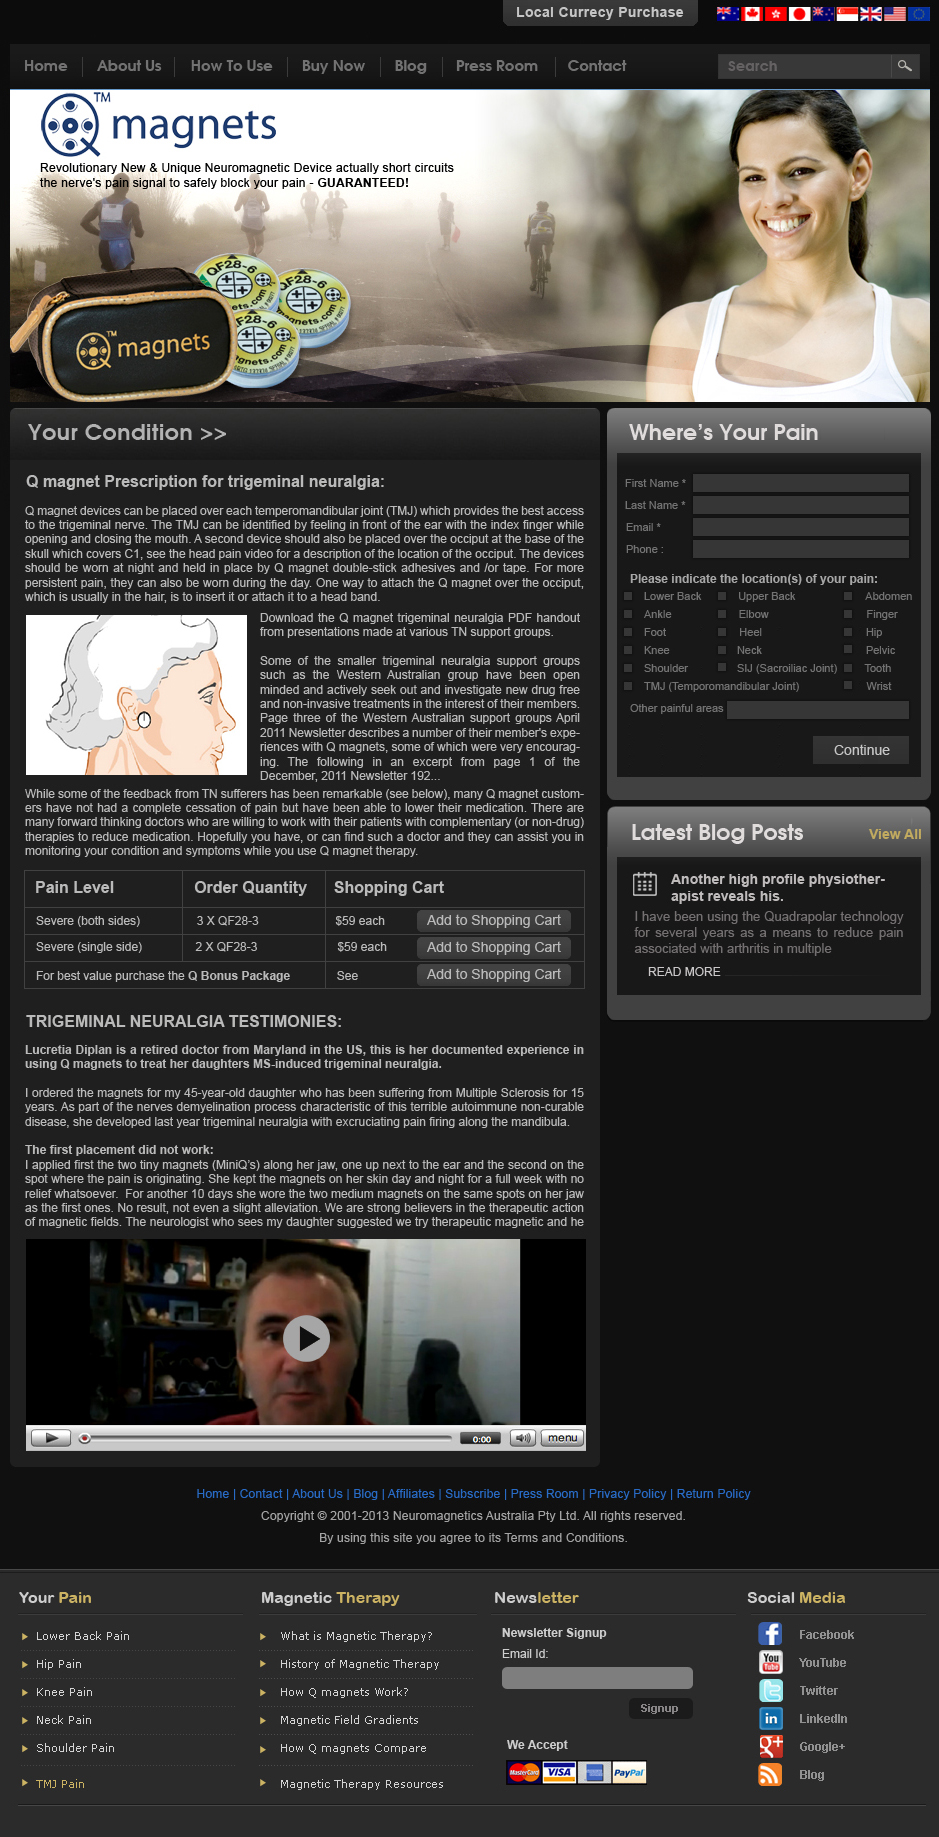 Local Currecy Purchase
Home
About Us
How To Use
Buy Now
Blog
Press Room
Contact
Search
Q TM magnets
Revolutionary New & Unique Neuromagnetic Device actually short circuits
the nerve's pain signal to safely block your pain - GUARANTEED!
QF28-6
QF28-6
F28-6
magnets.com
Q TM magnets
Your Condition >>
Q magnet Prescription for trigeminal neuralgia:
Q magnet devices can be placed over each temperomandibular joint (TMJ) which provides the best access
to the trigeminal nerve. The TMJ can be identified by feeling in front of the ear with the index finger while
opening and closing the mouth. A second device should also be placed over the occiput at the base of the
skull which covers C1, see the head pain video for a description of the location of the occiput. The devices
should be worn at night and held in place by Q magnet double-stick adhesives and /or tape. For more
persistent pain, they can also be worn during the day. One way to attach the Q magnet over the occiput,
which is usually in the hair, is to insert it or attach it to a head band.
Download the Q magnet trigeminal neuralgia PDF handout
from presentations made at various TN support groups.
Some of the smaller trigeminal neuralgia support groups
such as the Western Australian group have been open
minded and actively seek out and investigate new drug free
and non-invasive treatments in the interest of their members.
Page three of the Western Australian support groups April
2011 Newsletter describes a number of their member's expe-
riences with Q magnets, some of which were very encourag-
ing. The following in an excerpt from page 1 of the
December, 2011 Newsletter 192...
While some of the feedback from TN sufferers has been remarkable (see below), many Q magnet custom-
ers have not had a complete cessation of pain but have been able to lower their medication. There are
many forward thinking doctors who are willing to work with their patients with complementary (or non-drug)
therapies to reduce medication. Hopefully you have, or can find such a doctor and they can assist you in
monitoring your condition and symptoms while you use Q magnet therapy.
Pain Level Order Quantity Shopping Cart
Severe (both sides) 3 X QF28-3 $59 each Add to Shopping Cart
Severe (single side) 2 X QF28-3 $59 each Add to Shopping Cart
For best value purchase the Q Bonus Package See Add to Shopping Cart
TRIGEMINAL NEURALGIA TESTIMONIES:
Lucretia Diplan is a retired doctor from Maryland in the US, this is her documented experience in
using Q magnets to treat her daughters MS-induced trigeminal neuralgia.
I ordered the magnets for my 45-year-old daughter who has been suffering from Multiple Sclerosis for 15
years. As part of the nerves demyelination process characteristic of this terrible autoimmune non-curable
disease, she developed last year trigeminal neuralgia with excruciating pain firing along the mandibula.
The first placement did not work:
I applied first the two tiny magnets (MiniQ's) along her jaw, one up next to the ear and the second on the
spot where the pain is originating. She kept the magnets on her skin day and night for a full week with no
relief whatsoever. For another 10 days she wore the two medium magnets on the same spots on her jaw
as the first ones. No result, not even a slight alleviation. We are strong believers in the therapeutic action
of magnetic fields. The neurologist who sees my daughter suggested we try therapeutic magnetic and he
0:00
menu
Where's Your Pain
First Name *
Last Name *
Email *
Phone :
Please indicate the location(s) of your pain:
Lower Back Upper Back Abdomen
Ankle Elbow Finger
Foot Heel Hip
Knee Neck Pelvic
Shoulder SIJ (Sacroiliac Joint) Tooth
TMJ (Temporomandibular Joint) Wrist
Other painful areas
Continue
Latest Blog Posts
View All
Another high profile physiother-
apist reveals his.
I have been using the Quadrapolar technology
for several years as a means to reduce pain
associated with arthritis in multiple
READ MORE
Home | Contact | About Us | Blog | Affiliates | Subscribe | Press Room | Privacy Policy | Return Policy
Copyright © 2001-2013 Neuromagnetics Australia Pty Ltd. All rights reserved.
By using this site you agree to its Terms and Conditions.
Your Pain
Lower Back Pain
Hip Pain
Knee Pain
Neck Pain
Shoulder Pain
TMJ Pain
Magnetic Therapy
What is Magnetic Therapy?
History of Magnetic Therapy
How Q magnets Work?
Magnetic Field Gradients
How Q magnets Compare
Magnetic Therapy Resources
Newsletter
Newsletter Signup
Email Id:
Signup
We Accept
MasterCard
VISA
PayPal
Social Media
Facebook
You Tube YouTube
Twitter
in LinkedIn
Google+
Blog